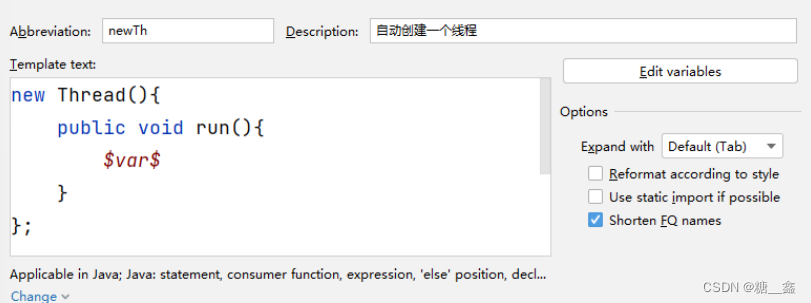 Abbreviation: newTh Description: 自动创建一个线程
Template text:
Edit variables
new Thread(){
public void run(){
$var$
}
};
Options
Expand with Default (Tab)
Reformat according to style
Use static import if possible
Shorten FQ names
Applicable in Java; Java: statement, consumer function, expression, 'else' position, decl...
Change
CSDN @糖__鑫